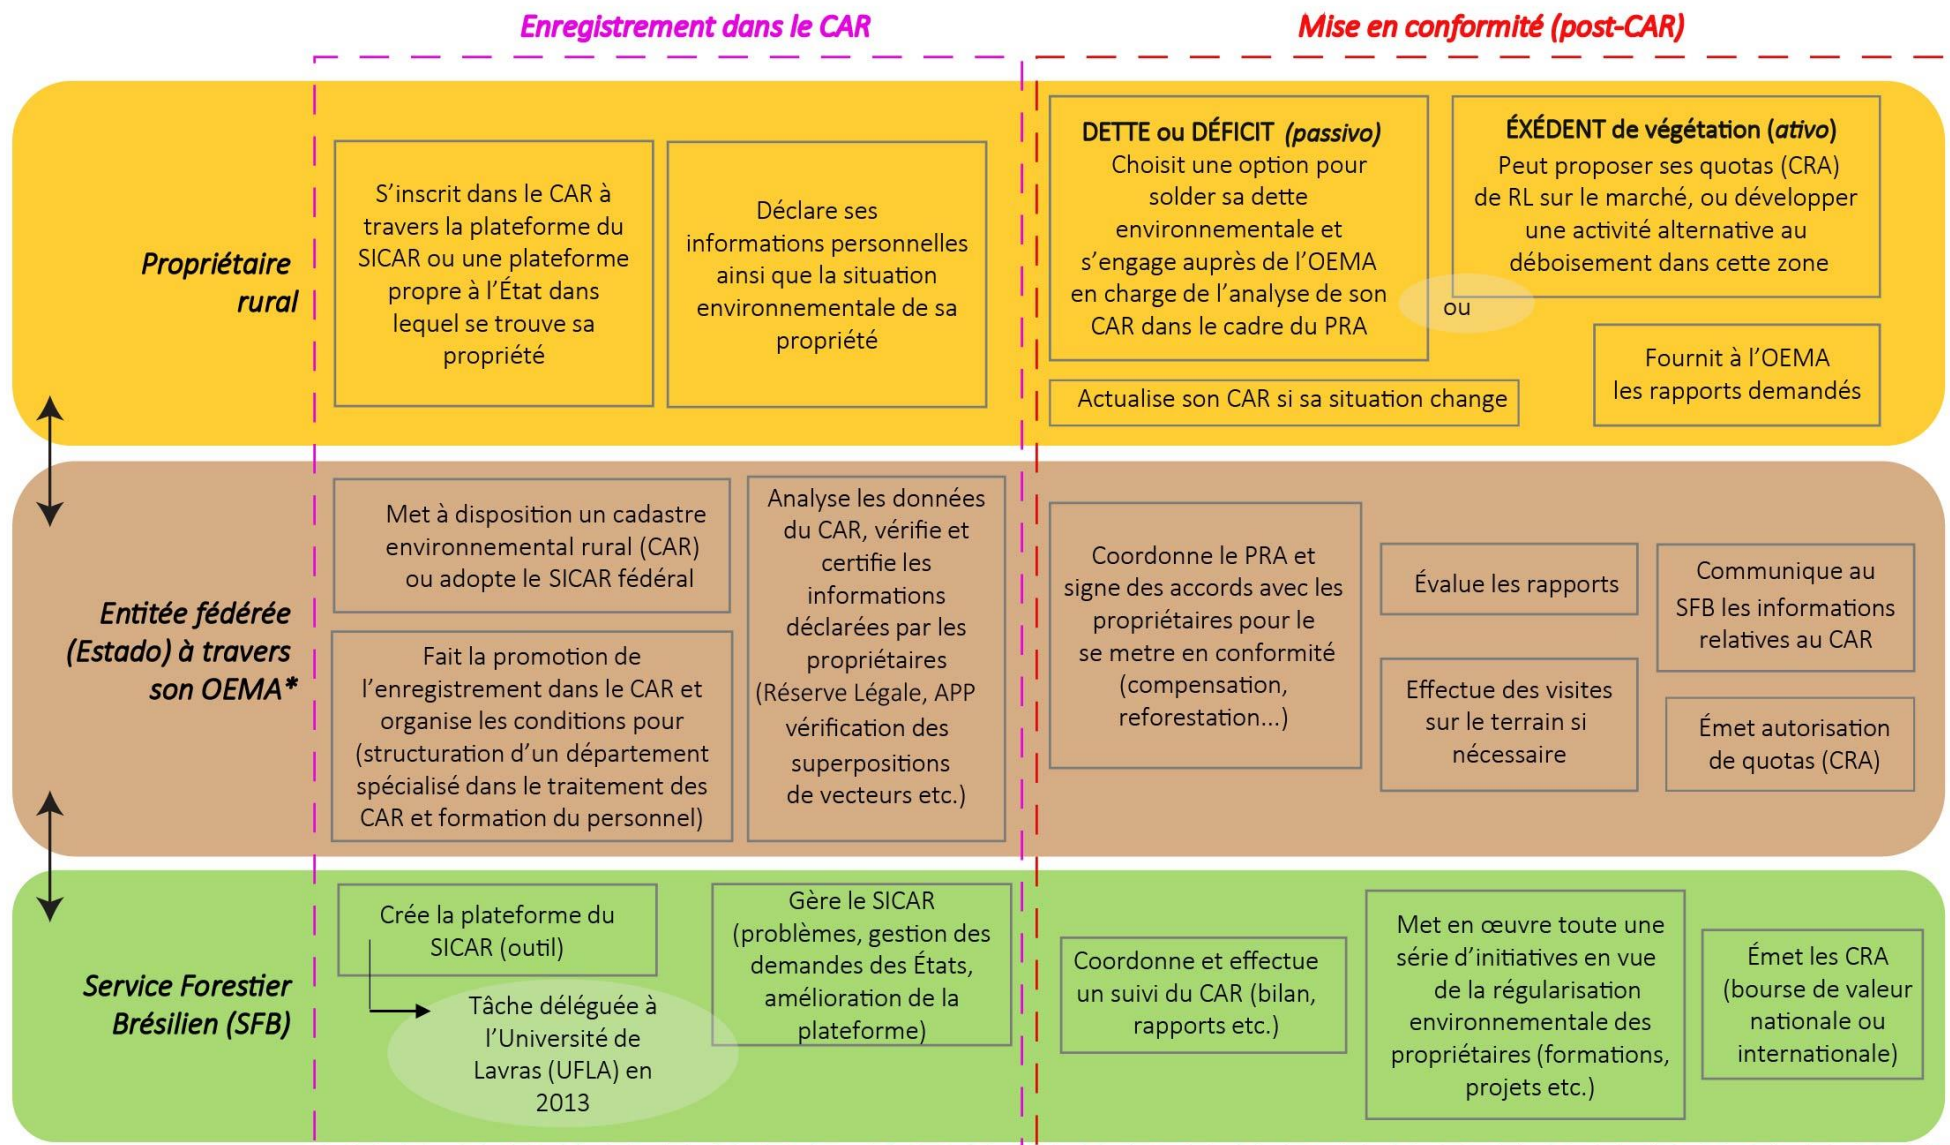 Enregistrement dans le CAR
Mise en conformité (post-CAR)
Propriétaire
rural
S’inscrit dans le CAR à
travers la plateforme du
SICAR ou une plateforme
propre à l’État dans
lequel se trouve sa
propriété
Déclare ses
informations personnelles
ainsi que la situation
environnementale de sa
propriété
DETTE ou DÉFICIT (passivo)
Choisit une option pour
solder sa dette
environnementale et
s’engage auprès de l’OEMA
en charge de l’analyse de son
CAR dans le cadre du PRA
ou
ÉXÉDENT de végétation (ativo)
Peut proposer ses quotas (CRA)
de RL sur le marché, ou développer
une activité alternative au
déboisement dans cette zone
Actualise son CAR si sa situation change
Fournit à l’OEMA
les rapports demandés
Entitée fédérée
(Estado) à travers
son OEMA*
Met à disposition un cadastre
environnemental rural (CAR)
ou adopte le SICAR fédéral
Fait la promotion de
l’enregistrement dans le CAR et
organise les conditions pour
(structuration d’un département
spécialisé dans le traitement des
CAR et formation du personnel)
Analyse les données
du CAR, vérifie et
certifie les
informations
déclarées par les
propriétaires
(Réserve Légale, APP
vérification des
superpositions
de vecteurs etc.)
Coordonne le PRA et
signe des accords avec les
propriétaires pour le
se metre en conformité
(compensation,
reforestation...)
Évalue les rapports
Effectue des visites
sur le terrain si
nécessaire
Communique au
SFB les informations
relatives au CAR
Émet autorisation
de quotas (CRA)
Service Forestier
Brésilien (SFB)
Crée la plateforme du
SICAR (outil)
Tâche déléguée à
l’Université de
Lavras (UFLA) en
2013
Gère le SICAR
(problèmes, gestion des
demandes des États,
amélioration de la
plateforme)
Coordonne et effectue
un suivi du CAR (bilan,
rapports etc.)
Met en œuvre toute une
série d’initiatives en vue
de la régularisation
environnementale des
propriétaires (formations,
projets etc.)
Émet les CRA
(bourse de valeur
nationale ou
internationale)